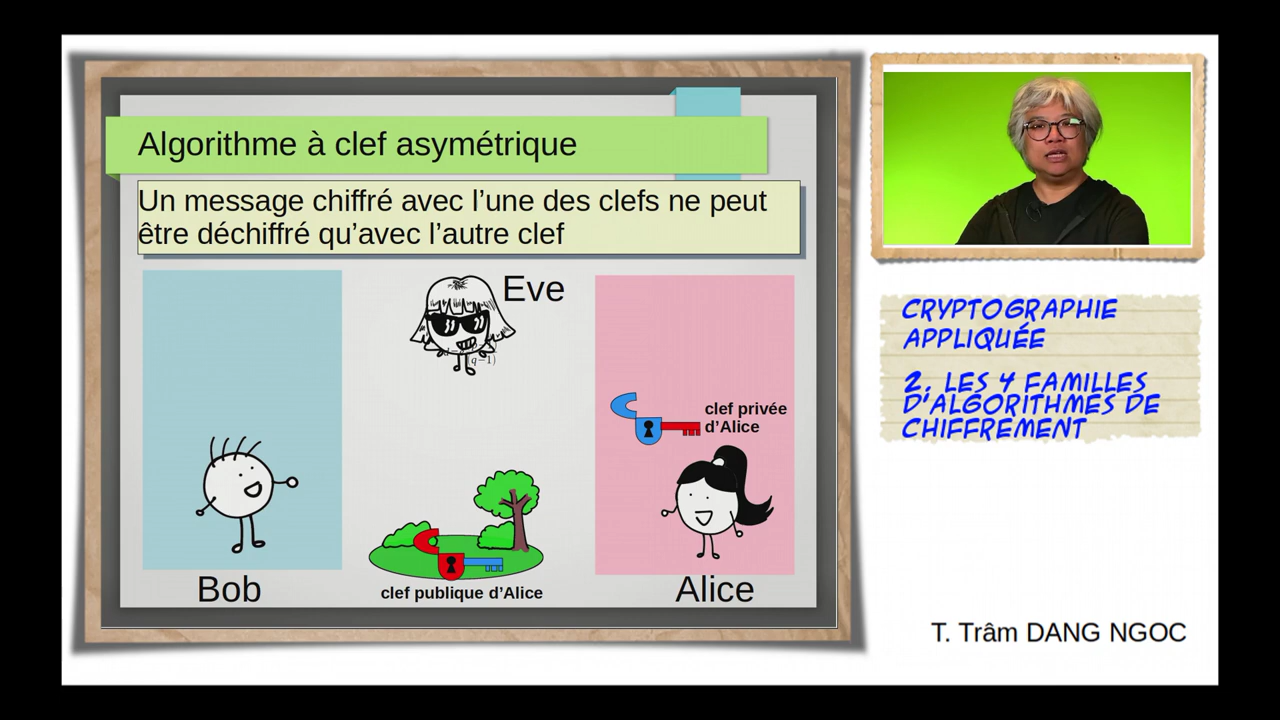 Algorithme à clef asymétrique
Un message chiffré avec l’une des clefs ne peut
être déchiffré qu’avec l’autre clef
Eve
(q−1)
clef privée
d’Alice
clef publique d’Alice
Bob
Alice
CRYPTOGRAPHIE
APPLIQUÉE
2. LES 4 FAMILLES
D’ALGORITHMES DE
CHIFFREMENT
T. Trâm DANG NGOC